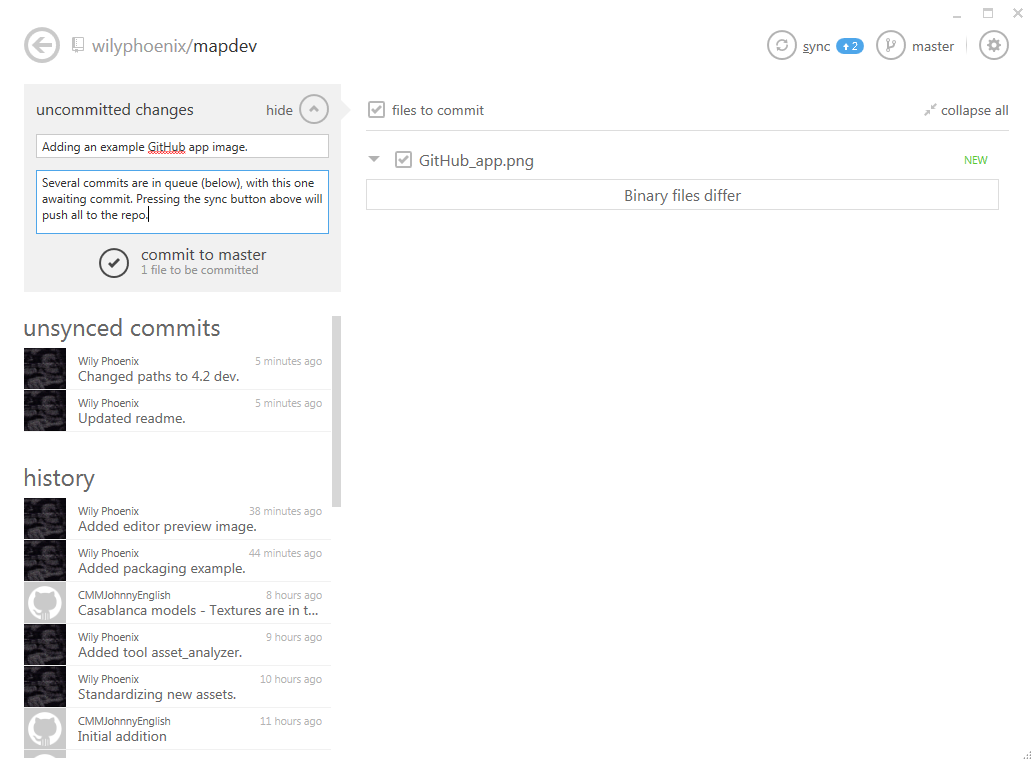 wilyphoenix/mapdev
sync
2
master
uncommitted changes
hide
Adding an example GitHub app image.
Several commits are in queue (below), with this one
awaiting commit. Pressing the sync button above will
push all to the repo.
commit to master
1 file to be committed
files to commit
collapse all
GitHub_app.png
NEW
Binary files differ
unsynced commits
Wily Phoenix
5 minutes ago
Changed paths to 4.2 dev.
Wily Phoenix
5 minutes ago
Updated readme.
history
Wily Phoenix
38 minutes ago
Added editor preview image.
Wily Phoenix
44 minutes ago
Added packaging example.
CMMJohnnyEnglish
8 hours ago
Casablanca models - Textures are in t...
Wily Phoenix
9 hours ago
Added tool asset_analyzer.
Wily Phoenix
10 hours ago
Standardizing new assets.
CMMJohnnyEnglish
11 hours ago
Initial addition